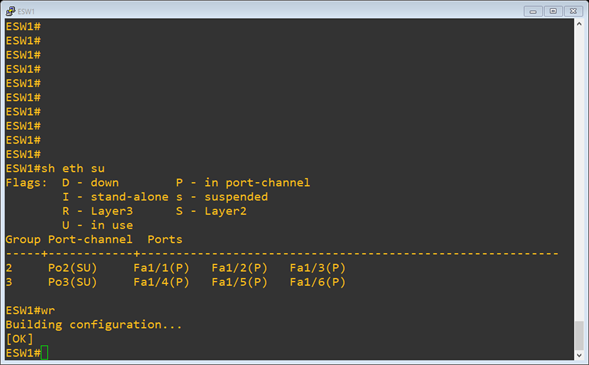 ESW1
ESW1#
ESW1#
ESW1#
ESW1#
ESW1#
ESW1#
ESW1#
ESW1#
ESW1#
ESW1#
ESW1#sh eth su
Flags:  D - down        P - in port-channel
        I - stand-alone s - suspended
        R - Layer3      S - Layer2
        U - in use
Group Port-channel  Ports
-----+------------+-----------------------------------------------------------
2     Po2(SU)     Fa1/1(P)   Fa1/2(P)   Fa1/3(P)
3     Po3(SU)     Fa1/4(P)   Fa1/5(P)   Fa1/6(P)
ESW1#wr
Building configuration...
[OK]
ESW1#